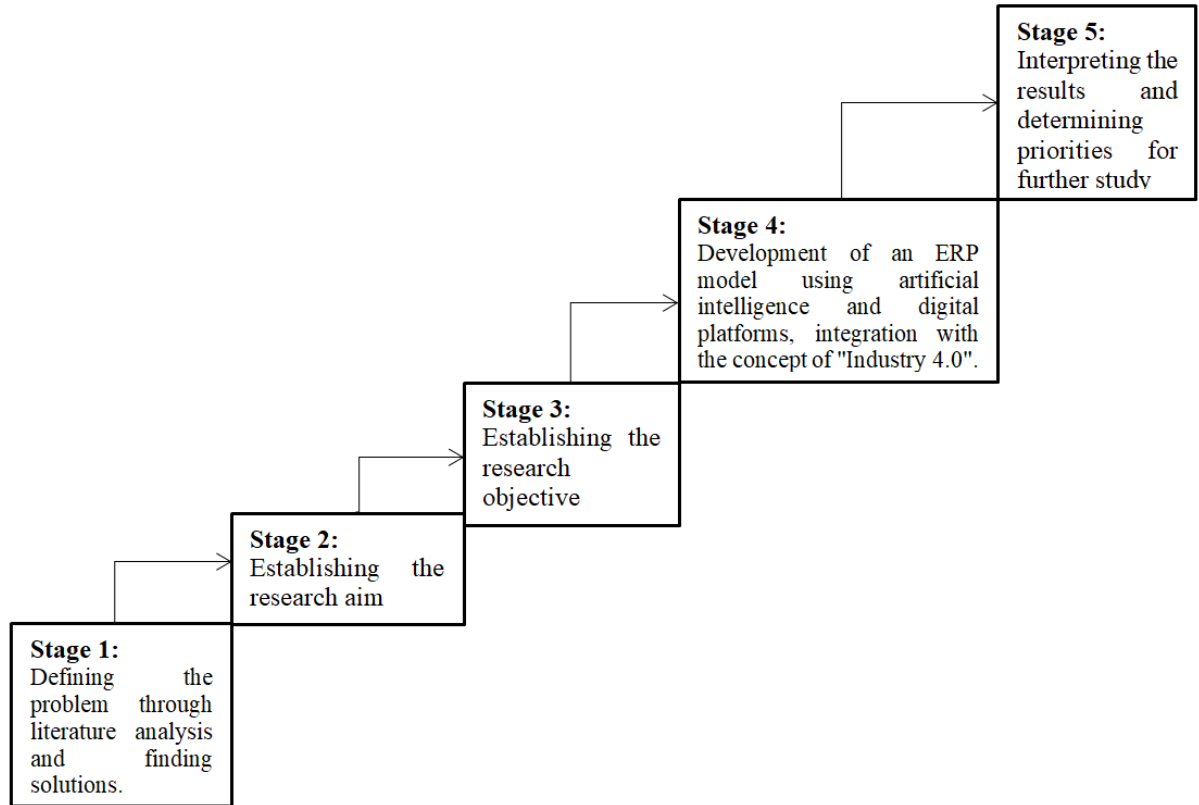 Stage 5:
Interpreting the
results and
determining
priorities for
further study
Stage 4:
Development of an ERP
model using artificial
intelligence and digital
platforms, integration with
the concept of "Industry 4.0".
Stage 3:
Establishing the
research
objective
Stage 2:
Establishing the
research aim
Stage 1:
Defining the
problem through
literature analysis
and finding
solutions.